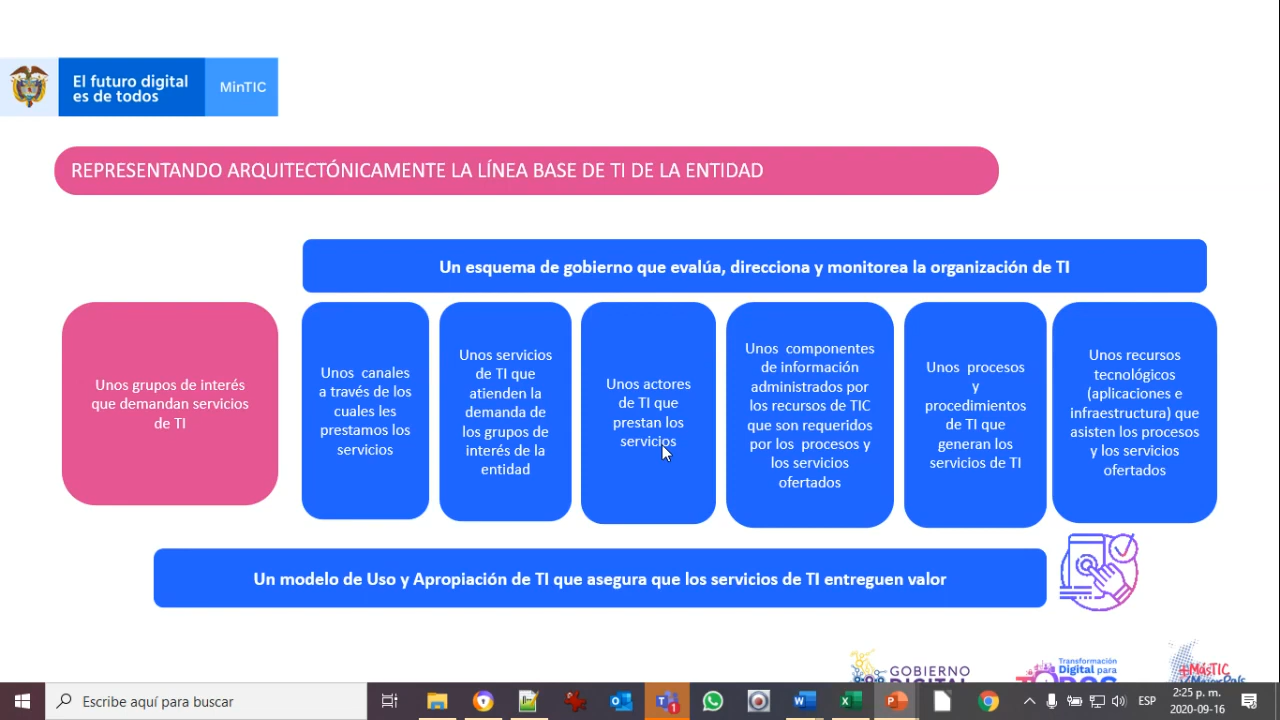 El futuro digital
es de todos
MinTIC
REPRESENTANDO ARQUITECTÓNICAMENTE LA LÍNEA BASE DE TI DE LA ENTIDAD
Un esquema de gobierno que evalúa, direcciona y monitorea la organización de TI
Unos grupos de interés
que demandan servicios
de TI
Unos canales
a través de los
cuales les
prestamos los
servicios
Unos servicios
de TI que
atienden la
demanda de
los grupos de
interés de la
entidad
Unos actores
de TI que
prestan los
servicios
Unos componentes
de información
administrados por
los recursos de TIC
que son requeridos
por los procesos y
los servicios
ofertados
Unos procesos
y
procedimientos
de TI que
generan los
servicios de TI
Unos recursos
tecnológicos
(aplicaciones e
infraestructura) que
asisten los procesos
y los servicios
ofertados
Un modelo de Uso y Apropiación de TI que asegura que los servicios de TI entreguen valor
GOBIERNO
DIGITAL
Transformación
Digital para
TODOS
+MásTIC
Escribe aquí para buscar
1
ESP
2:25 p. m.
2020-09-16